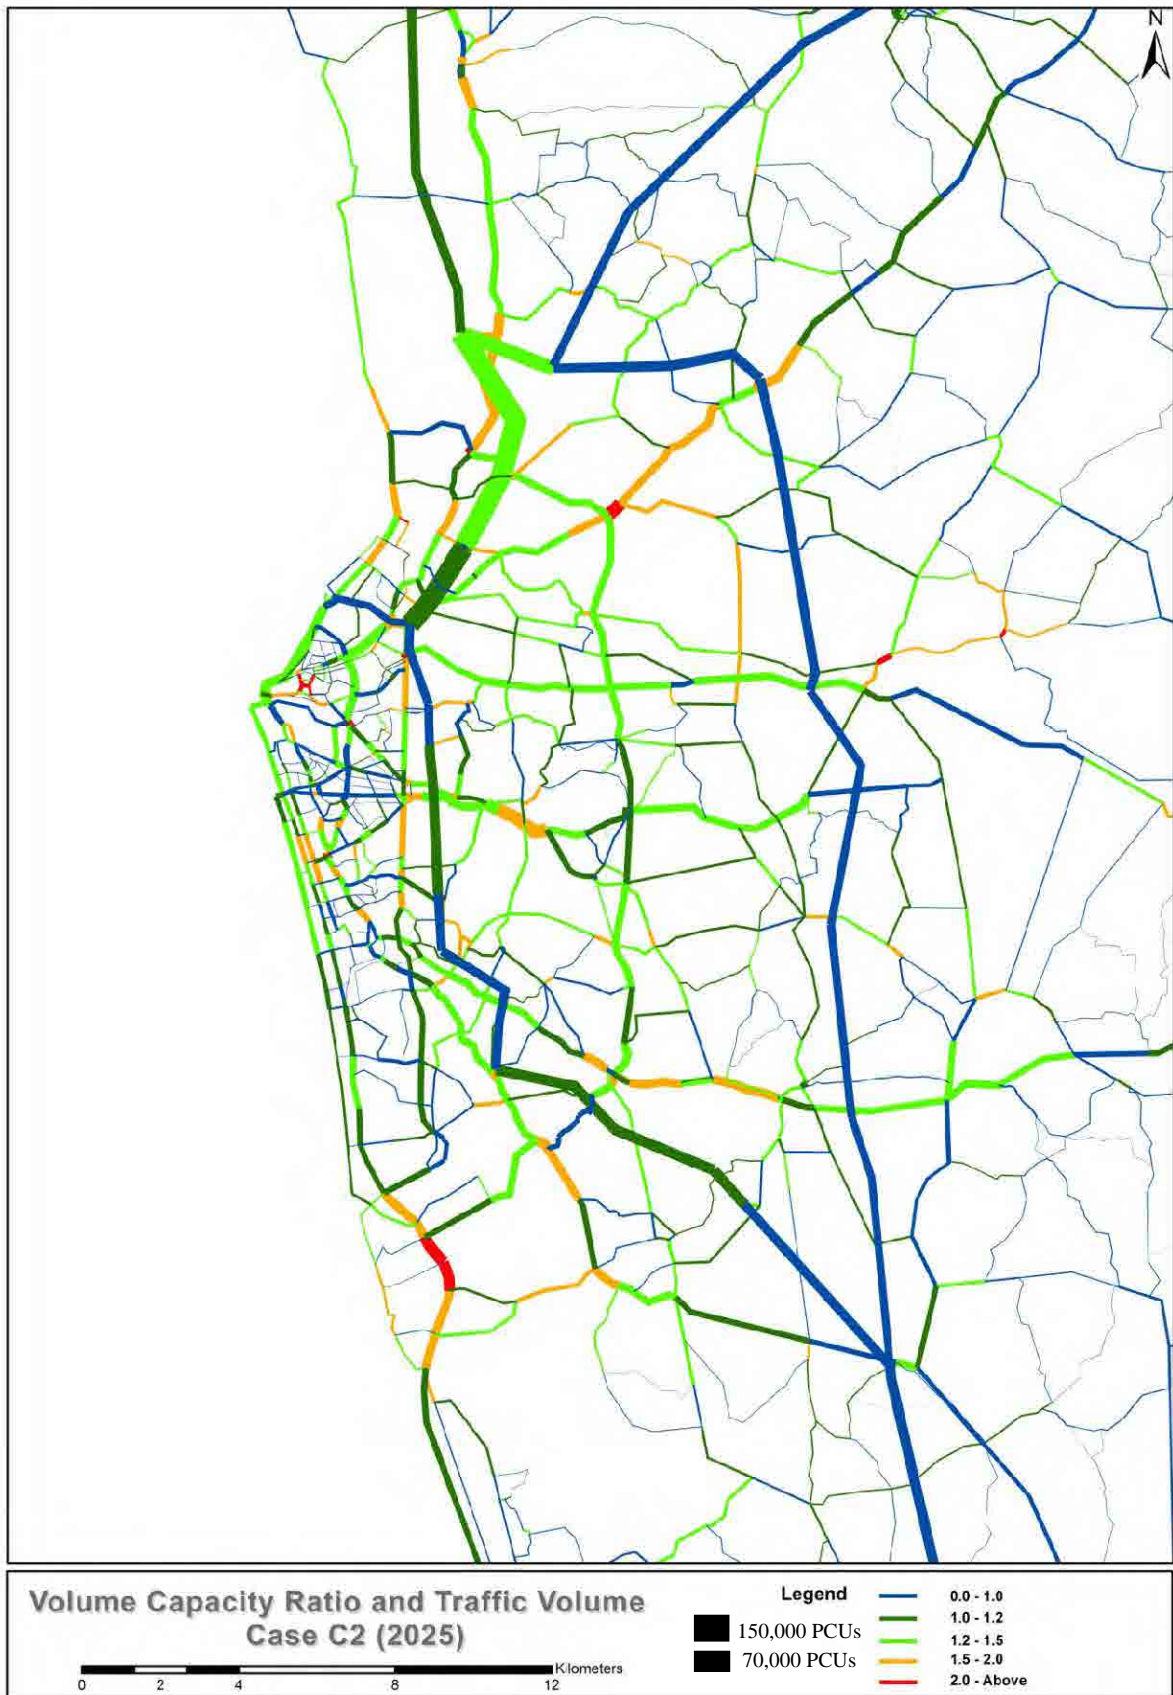 N
Volume Capacity Ratio and Traffic Volume
Case C2 (2025)
Kilometers
0 2 4 8 12
Legend
150,000 PCUs
70,000 PCUs
0.0 - 1.0
1.0 - 1.2
1.2 - 1.5
1.5 - 2.0
2.0 - Above